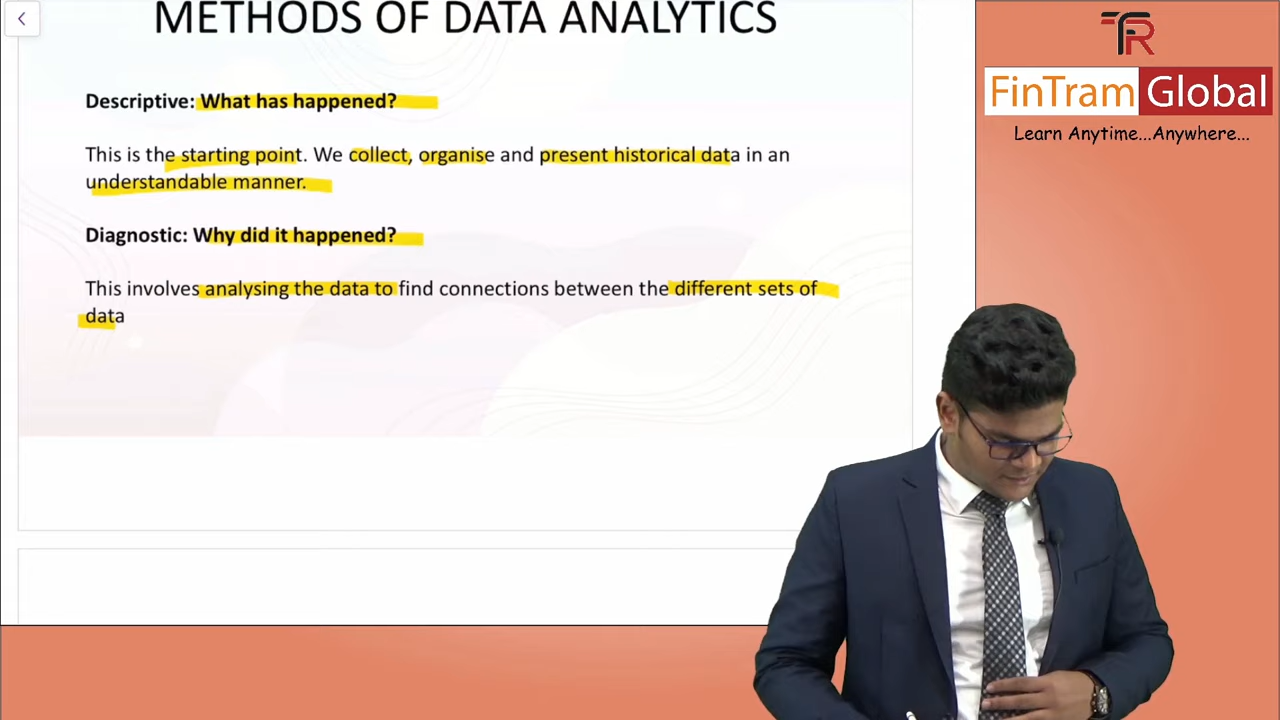 METHODS OF DATA ANALYTICS
Descriptive: What has happened?
This is the starting point. We collect, organise and present historical data in an
understandable manner.
Diagnostic: Why did it happened?
This involves analysing the data to find connections between the different sets of
data
TFR
FinTram Global
Learn Anytime...Anywhere...